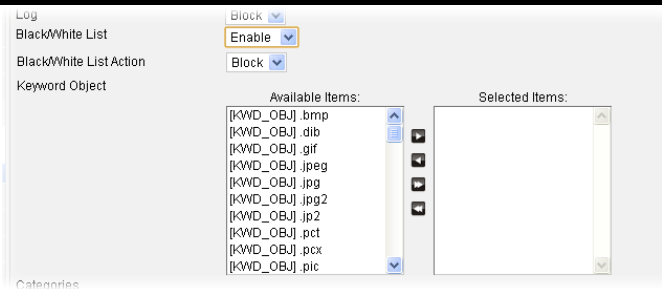 Log Block
Black/White List Enable
Black/White List Action Block
Keyword Object
Available Items: Selected Items:
[KWD_OBJ] .bmp
[KWD_OBJ] .dib
[KWD_OBJ] .gif
[KWD_OBJ] .jpeg
[KWD_OBJ] .jpg
[KWD_OBJ] .jpg2
[KWD_OBJ] .jp2
[KWD_OBJ] .pct
[KWD_OBJ] .pcx
[KWD_OBJ] .pic
Categories